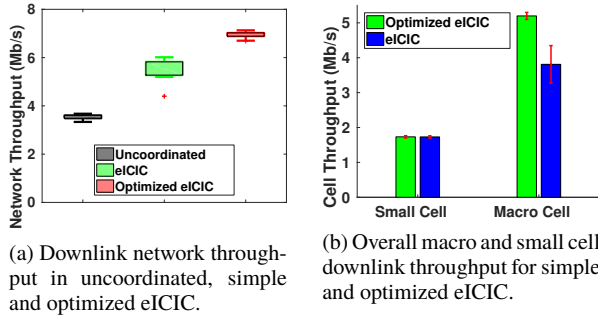 Network Throughput (Mb/s)
8
6
4
2
0
Uncoordinated
eICIC
Optimized eICIC
(a) Downlink network through-
put in uncoordinated, simple
and optimized eICIC.
Cell Throughput (Mb/s)
5
4
3
2
1
0
Optimized eICIC
eICIC
Small Cell
Macro Cell
(b) Overall macro and small cell
downlink throughput for simple
and optimized eICIC.